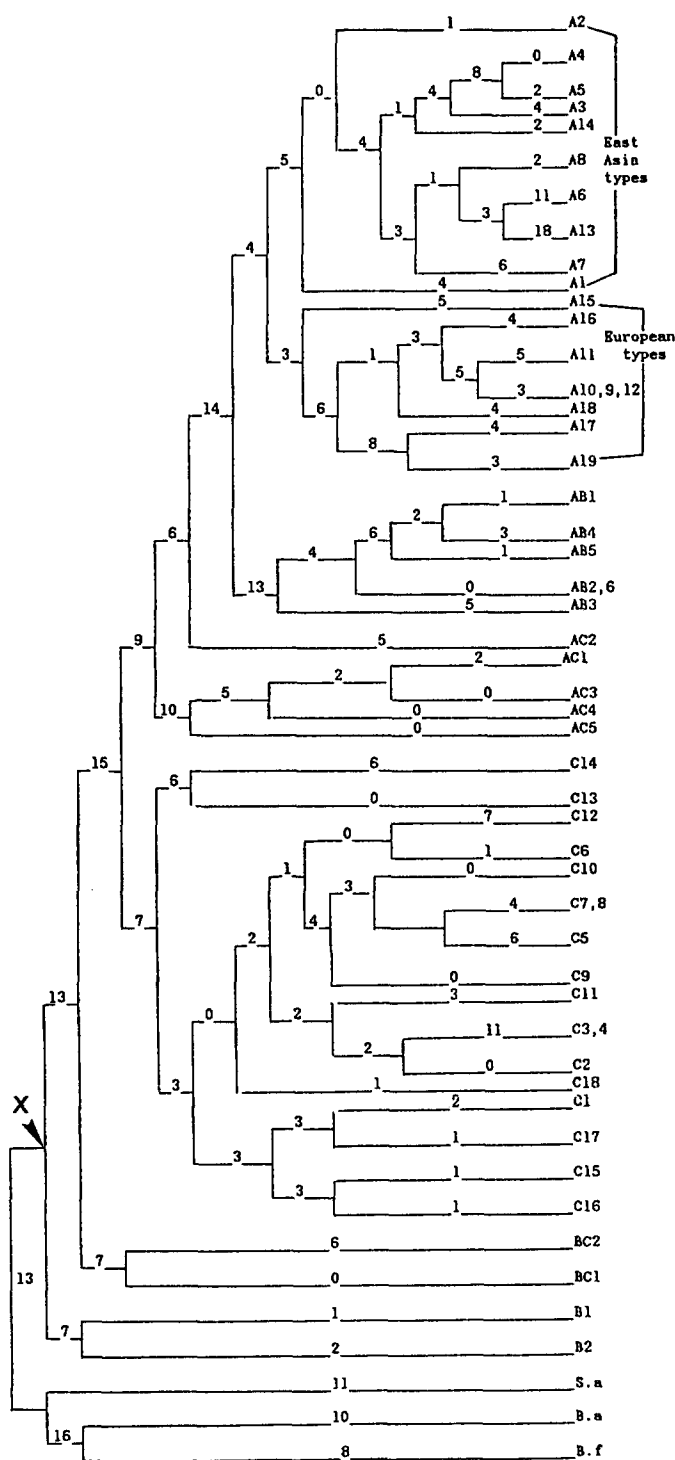 1 A2
0 A4
8
0
4 2 A5
4 A3
1
2 A14
East
Asin
types
4
2 A8
5
1
11 A6
3
18 A13
3
4
6 A7
4 A1
5 A15
4 A16
European
types
3
3
1 5 A11
5
3 A10,9,12
14 6
4 A18
4 A17
8
3 A19
1 AB1
2
6 6 3 AB4
4 1 AB5
13 0 AB2,6
5 AB3
9 5 AC2
2 AC1
2
5 0 AC3
10 0 AC4
0 AC5
15 6 C14
6
0 C13
7 C12
0
1 C6
1 0 C10
3
4 C7,8
7 4
2 6 C5
0 C9
13 3 C11
0 2
11 C3,4
2
0 C2
3 1 C18
X 2 C1
3
1 C17
3 1 C15
3
1 C16
6 BC2
7
13 0 BC1
1 B1
7
2 B2
11 S.a
10 B.a
16
8 B.f